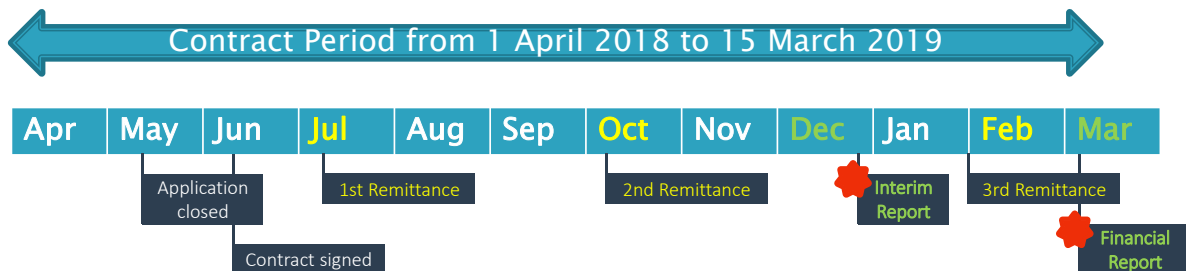 Contract Period from 1 April 2018 to 15 March 2019
Apr May Jun Jul Aug Sep Oct Nov Dec Jan Feb Mar
Application
closed
1st Remittance
2nd Remittance
Interim
Report
3rd Remittance
Contract signed
Financial
Report